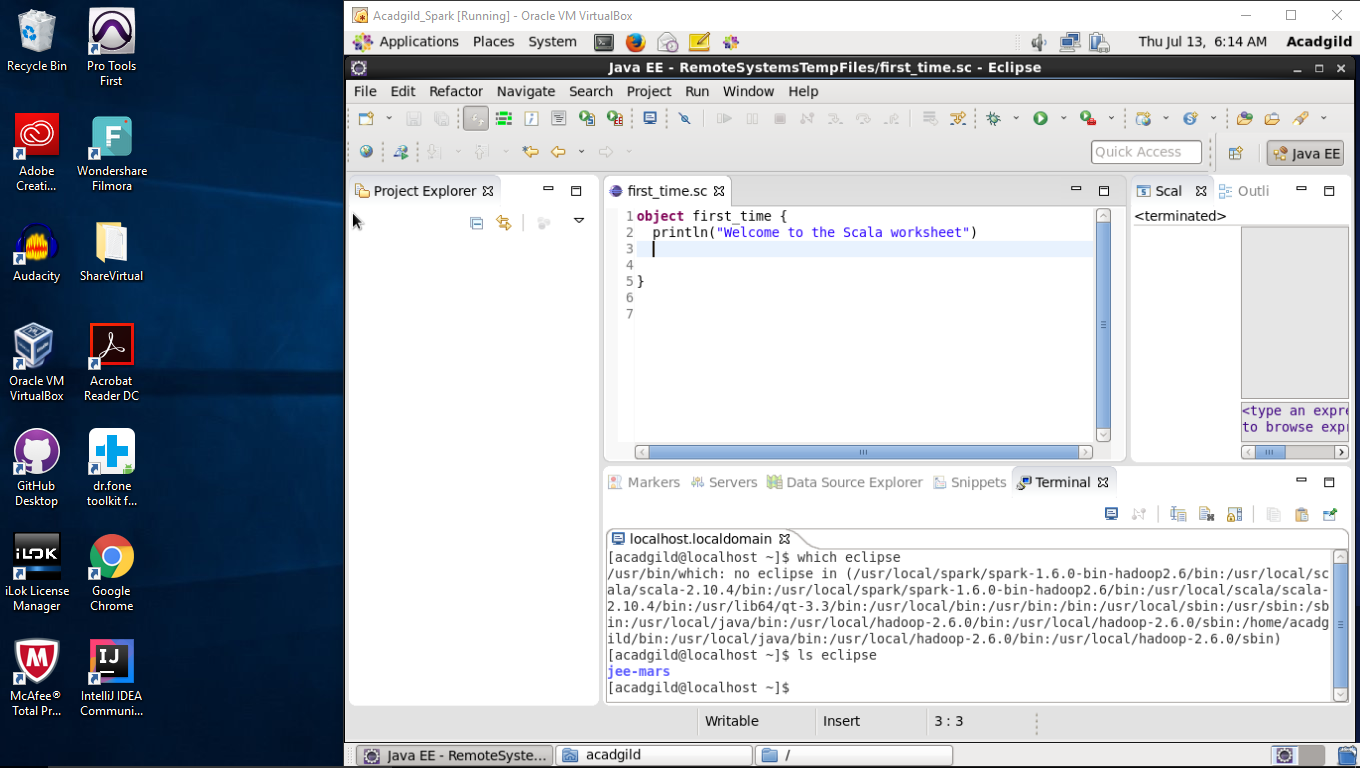 Acadgild_Spark [Running] - Oracle VM VirtualBox
Applications Places System Thu Jul 13, 6:14 AM Acadgild
Java EE - RemoteSystemsTempFiles/first_time.sc - Eclipse
File Edit Refactor Navigate Search Project Run Window Help
Quick Access Java EE
Project Explorer
first_time.sc
1 object first_time {
2 println("Welcome to the Scala worksheet")
3
4
5 }
6
7
Scal Outli
<terminated>
<type an expre
to browse expr
Markers Servers Data Source Explorer Snippets Terminal
localhost.localdomain
[acadgild@localhost ~]$ which eclipse
/usr/bin/which: no eclipse in (/usr/local/spark/spark-1.6.0-bin-hadoop2.6/bin:/usr/local/sc
ala/scala-2.10.4/bin:/usr/local/spark/spark-1.6.0-bin-hadoop2.6/bin:/usr/local/scala/scala-
2.10.4/bin:/usr/lib64/qt-3.3/bin:/usr/local/bin:/usr/bin:/bin:/usr/local/sbin:/usr/sbin:/sb
in:/usr/local/java/bin:/usr/local/hadoop-2.6.0/bin:/usr/local/hadoop-2.6.0/sbin:/home/acadg
ild/bin:/usr/local/java/bin:/usr/local/hadoop-2.6.0/bin:/usr/local/hadoop-2.6.0/sbin)
[acadgild@localhost ~]$ ls eclipse
jee-mars
[acadgild@localhost ~]$
Writable Insert 3 : 3
Java EE - RemoteSyste... acadgild /
Recycle Bin
Pro Tools
First
Adobe
Creati...
Wondershare
Filmora
Audacity
ShareVirtual
Oracle VM
VirtualBox
Acrobat
Reader DC
GitHub
Desktop
dr.fone
toolkit f...
iLOK
iLok License
Manager
Google
Chrome
McAfee®
Total Pr...
IJ
IntelliJ IDEA
Communi...